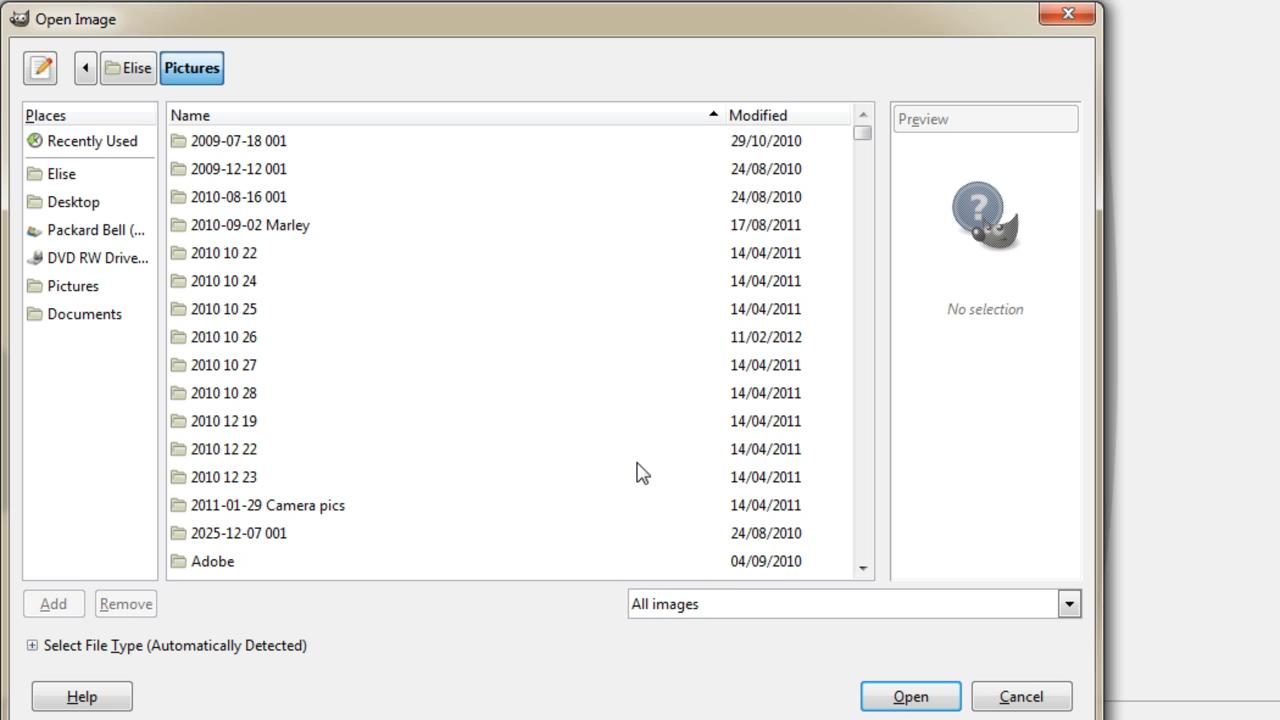 Open Image
Elise Pictures
Places
Recently Used
Elise
Desktop
Packard Bell (...
DVD RW Drive...
Pictures
Documents
Name Modified
2009-07-18 001 29/10/2010
2009-12-12 001 24/08/2010
2010-08-16 001 24/08/2010
2010-09-02 Marley 17/08/2011
2010 10 22 14/04/2011
2010 10 24 14/04/2011
2010 10 25 14/04/2011
2010 10 26 11/02/2012
2010 10 27 14/04/2011
2010 10 28 14/04/2011
2010 12 19 14/04/2011
2010 12 22 14/04/2011
2010 12 23 14/04/2011
2011-01-29 Camera pics 14/04/2011
2025-12-07 001 24/08/2010
Adobe 04/09/2010
Preview
?
No selection
Add Remove
All images
Select File Type (Automatically Detected)
Help Open Cancel